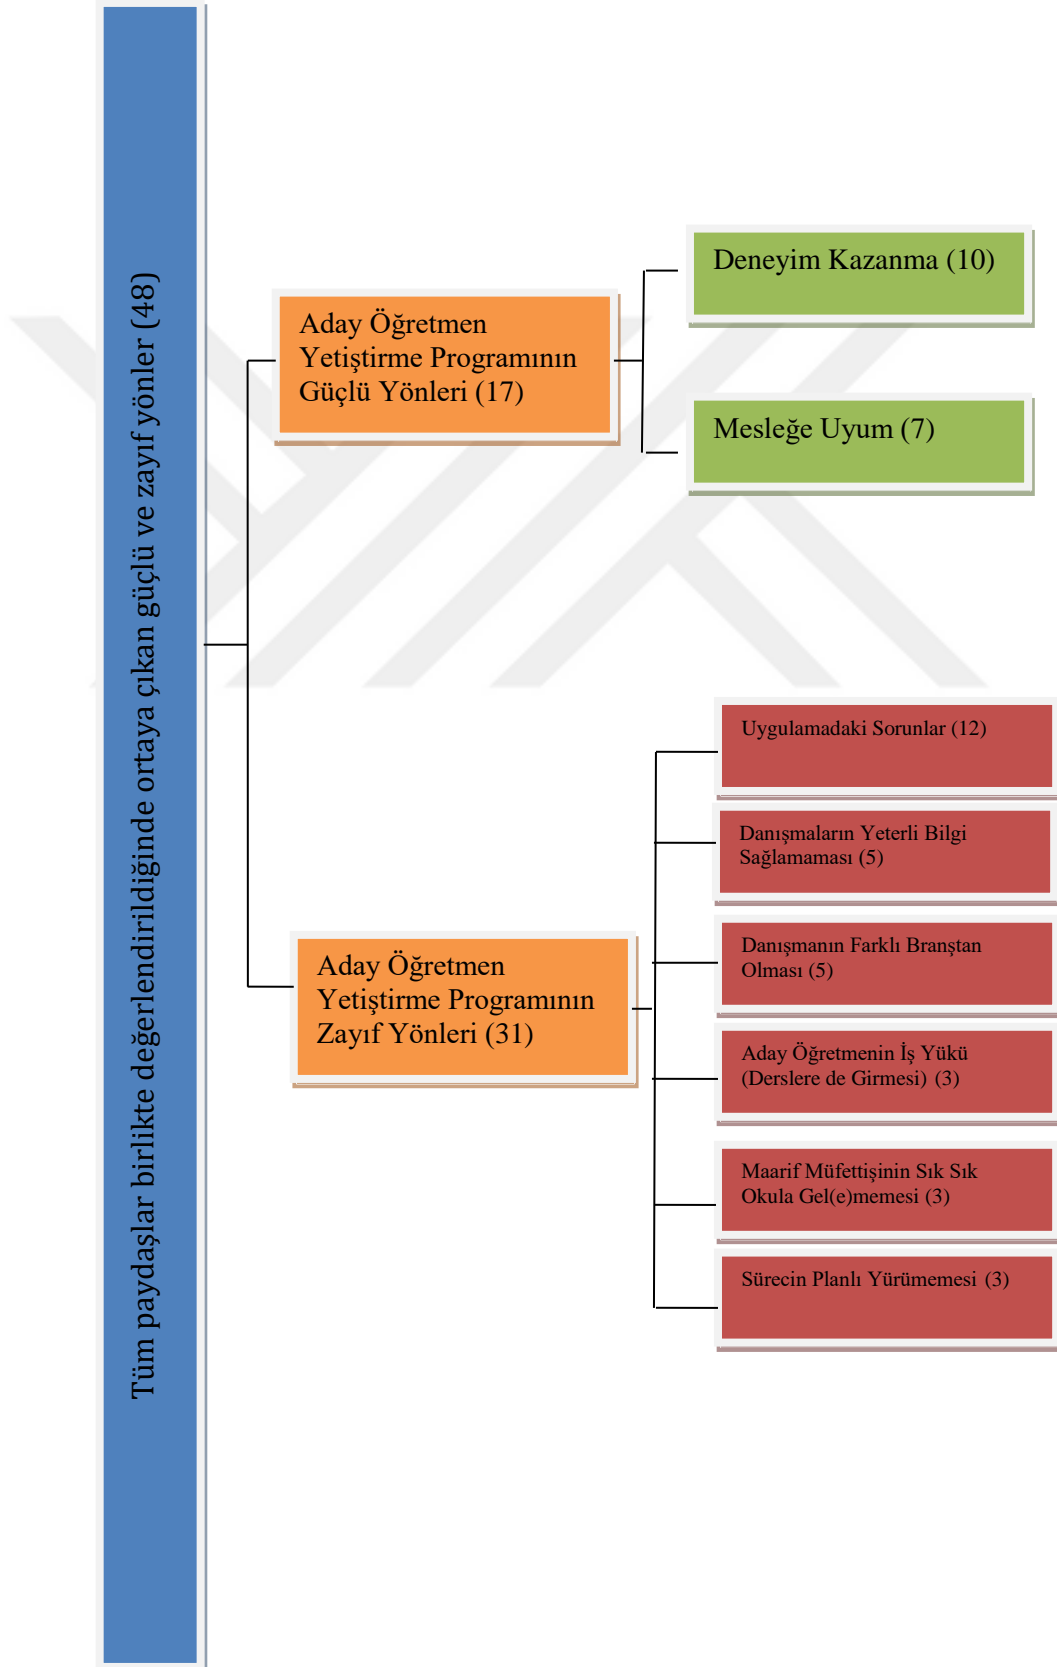 Tüm paydaşlar birlikte değerlendirildiğinde ortaya çıkan güçlü ve zayıf yönler (48)
Aday Öğretmen
Yetiştirme Programının
Güçlü Yönleri (17)
Deneyim Kazanma (10)
Mesleğe Uyum (7)
Aday Öğretmen
Yetiştirme Programının
Zayıf Yönleri (31)
Uygulamadaki Sorunlar (12)
Danışmaların Yeterli Bilgi
Sağlamaması (5)
Danışmanın Farklı Branştan
Olması (5)
Aday Öğretmenin İş Yükü
(Derslere de Girmesi) (3)
Maarif Müfettişinin Sık Sık
Okula Gel(e)memesi (3)
Sürecin Planlı Yürümemesi (3)